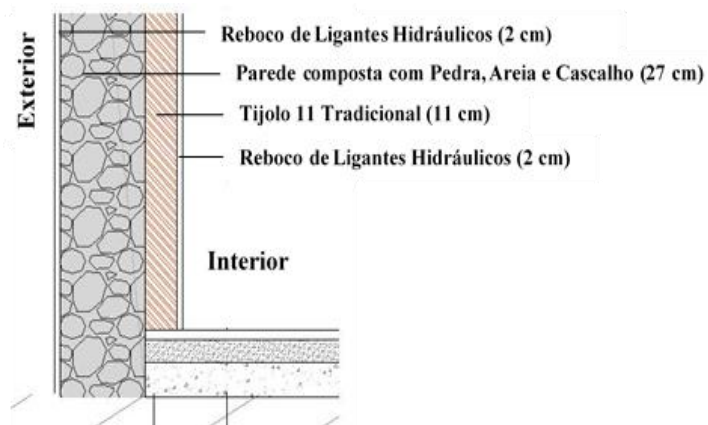 Exterior
Reboco de Ligantes Hidráulicos (2 cm)
Parede composta com Pedra, Areia e Cascalho (27 cm)
Tijolo 11 Tradicional (11 cm)
Reboco de Ligantes Hidráulicos (2 cm)
Interior